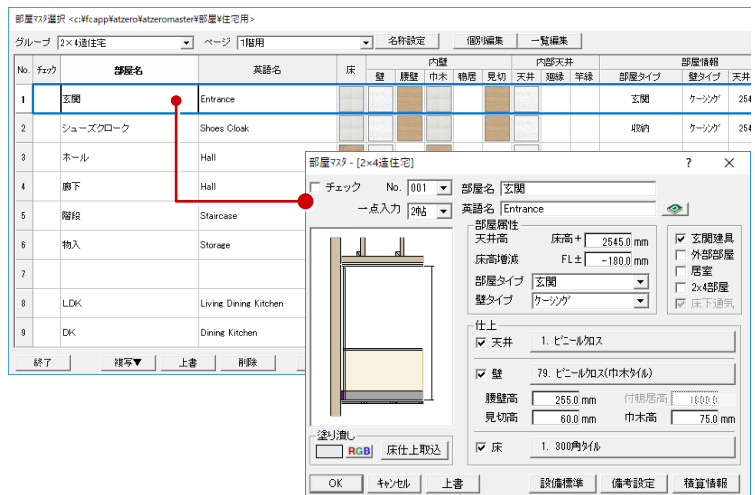 部屋ﾏｽﾀ選択 <c:¥fcapp¥atzero¥atzeromaster¥部屋¥住宅用>
グループ 2×4造住宅 ページ 1階用 名称設定 個別編集 一覧編集
内壁 内部天井 部屋情報
No. ﾁｪｯｸ 部屋名 英語名 床 壁 腰壁 巾木 鴨居 見切 天井 廻縁 竿縁 部屋タイプ 壁タイプ 天井
1 玄関 Entrance 玄関 ケーシング 254
2 シューズクローク Shoes Cloak 収納 ケーシング 254
3 ホール Hall
4 廊下 Hall
5 階段 Staircase
6 物入 Storage
7
8 LDK Living Dining Kitchen
9 DK Dining Kitchen
終了 複写▼ 上書 削除
部屋ﾏｽﾀ - [2×4造住宅] ? ×
チェック No. 001 部屋名 玄関
一点入力 2帖 英語名 Entrance
部屋属性
天井高 床高+ 2545.0 mm
床高増減 FL± -180.0 mm
部屋タイプ 玄関
壁タイプ ケーシング
玄関建具
外部部屋
居室
2x4部屋
床下通気
仕上
天井 1. ビニールクロス
壁 79. ビニールクロス(巾木タイル)
腰壁高 255.0 mm 付鴨居高 1800.0
見切高 60.0 mm 巾木高 75.0 mm
床 1. 300角タイル
塗り潰し
RGB 床仕上取込
OK キャンセル 上書 設備標準 備考設定 積算情報